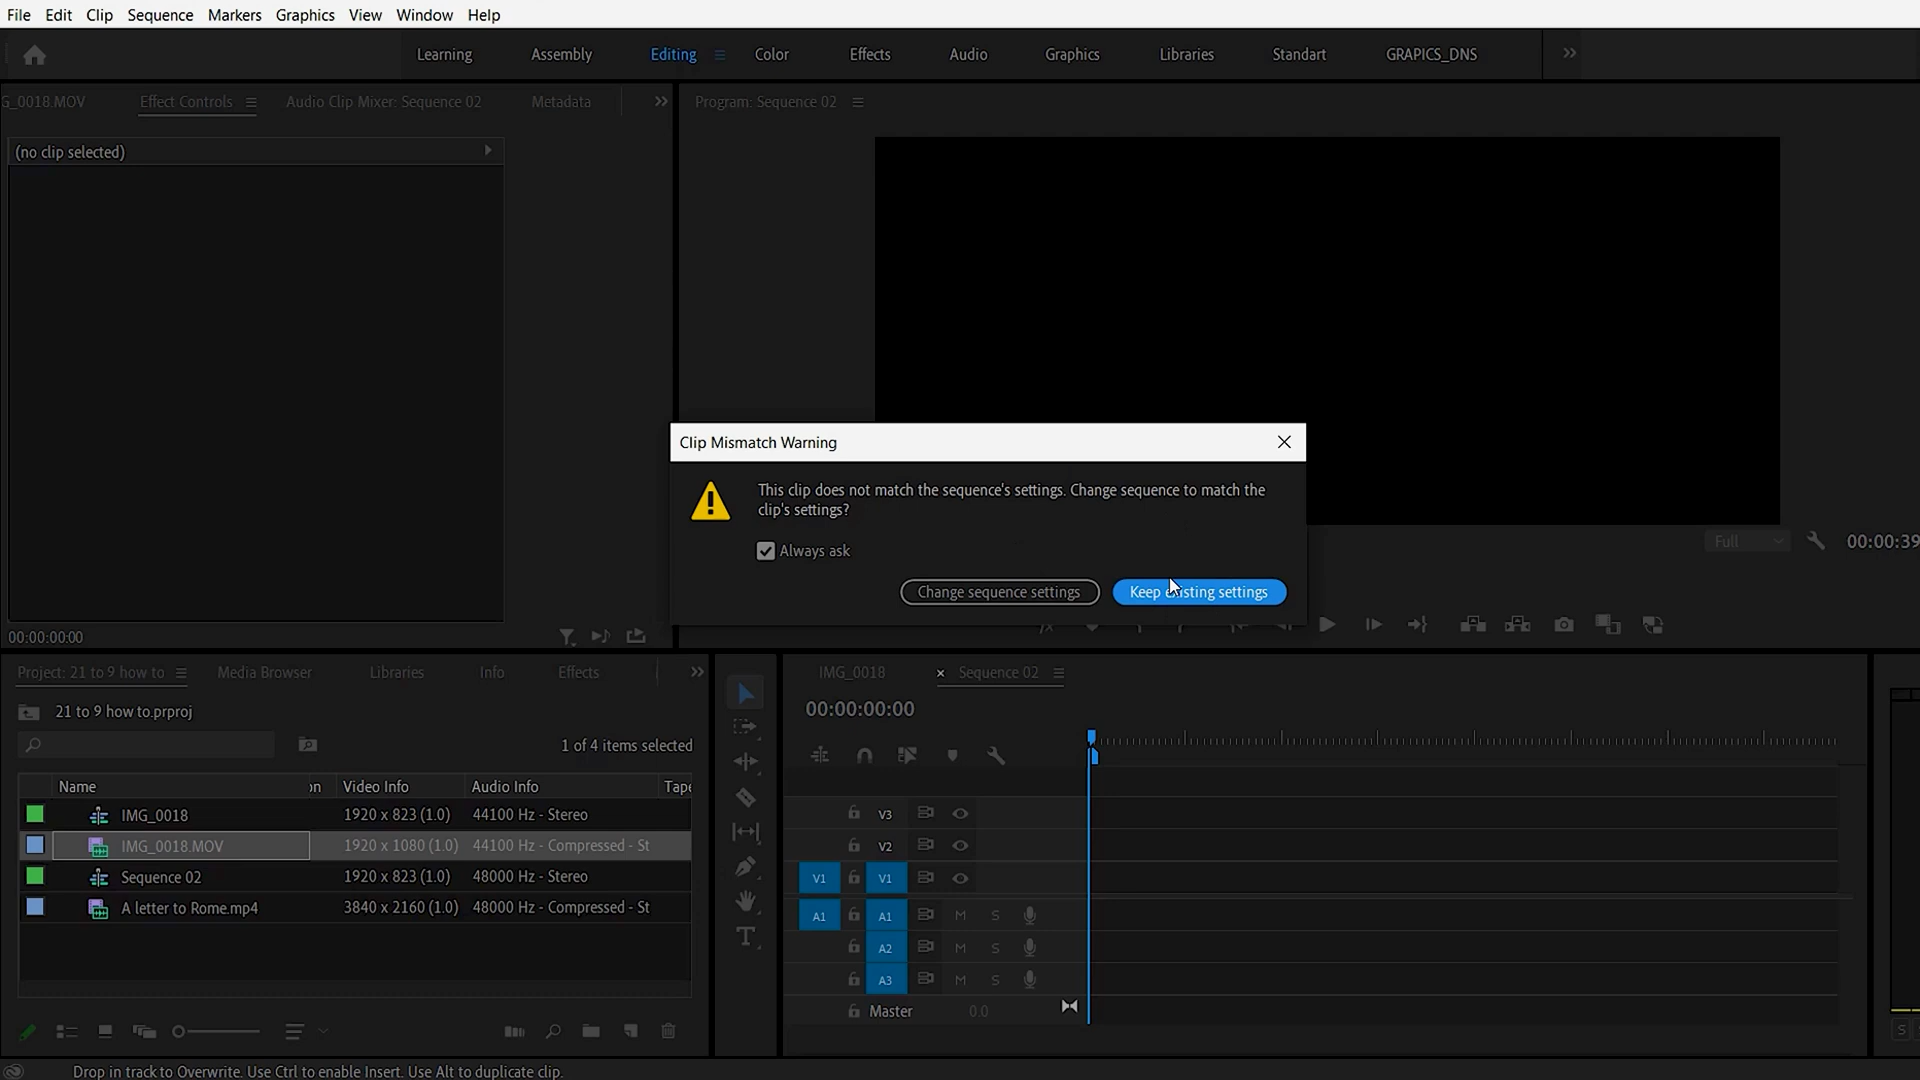 File Edit Clip Sequence Markers Graphics View Window Help
Learning Assembly Editing Color Effects Audio Graphics Libraries Standart GRAPICS_DNS
G_0018.MOV Effect Controls Audio Clip Mixer: Sequence 02 Metadata
Program: Sequence 02
(no clip selected)
Clip Mismatch Warning
This clip does not match the sequence's settings. Change sequence to match the
clip's settings?
Always ask
Change sequence settings Keep existing settings
Full 00:00:39
00:00:00:00
Project: 21 to 9 how to Media Browser Libraries Info Effects
21 to 9 how to.prproj
1 of 4 items selected
Name on Video Info Audio Info Tape
IMG_0018 1920 x 823 (1.0) 44100 Hz - Stereo
IMG_0018.MOV 1920 x 1080 (1.0) 44100 Hz - Compressed - St
Sequence 02 1920 x 823 (1.0) 48000 Hz - Stereo
A letter to Rome.mp4 3840 x 2160 (1.0) 48000 Hz - Compressed - St
IMG_0018 × Sequence 02
00:00:00:00
V3
V2
V1 V1
A1 A1 M S
A2 M S
A3 M S
Master 0.0
S
Drop in track to Overwrite. Use Ctrl to enable Insert. Use Alt to duplicate clip.